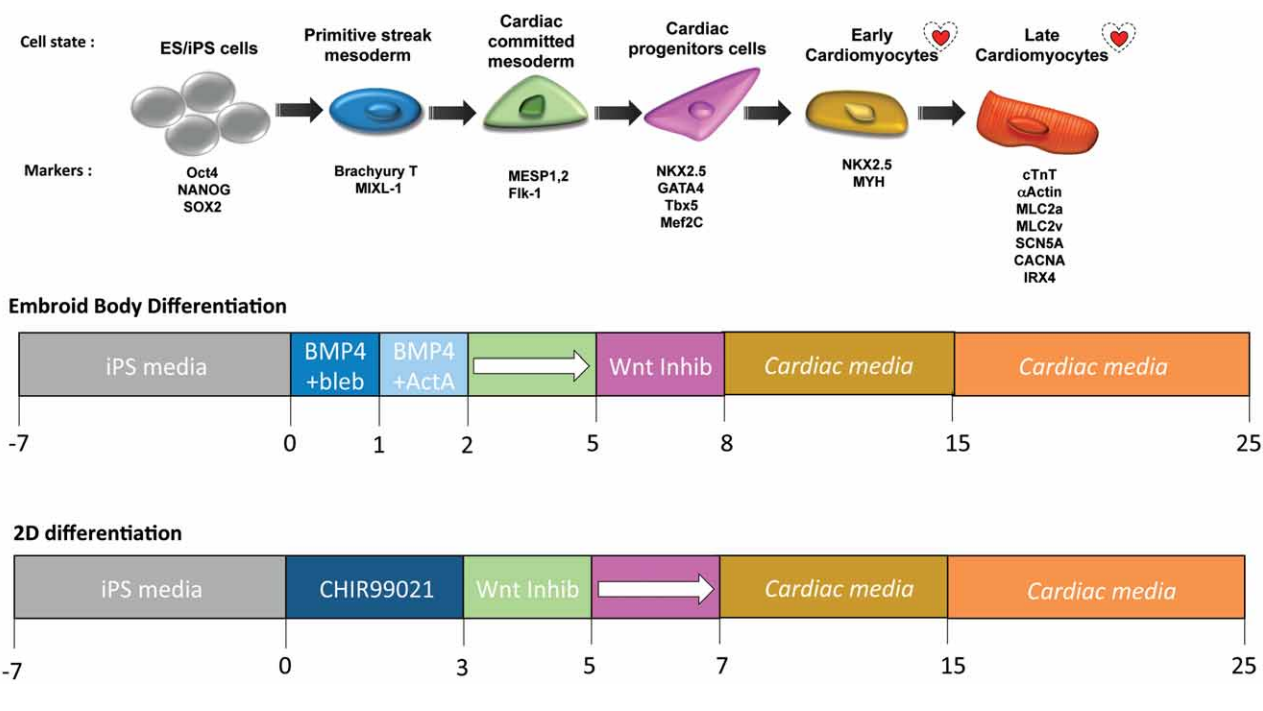 Cell state :
ES/iPS cells
Primitive streak
mesoderm
Cardiac
committed
mesoderm
Cardiac
progenitors cells
Early
Cardiomyocytes
Late
Cardiomyocytes
Markers :
Oct4
NANOG
SOX2
Brachyury T
MIXL-1
MESP1,2
Flk-1
NKX2.5
GATA4
Tbx5
Mef2C
NKX2.5
MYH
cTnT
αActin
MLC2a
MLC2v
SCN5A
CACNA
IRX4
Embroid Body Differentiation
iPS media
BMP4
+bleb
BMP4
+ActA
Wnt Inhib
Cardiac media
Cardiac media
-7 0 1 2 5 8 15 25
2D differentiation
iPS media
CHIR99021
Wnt Inhib
Cardiac media
Cardiac media
-7 0 3 5 7 15 25